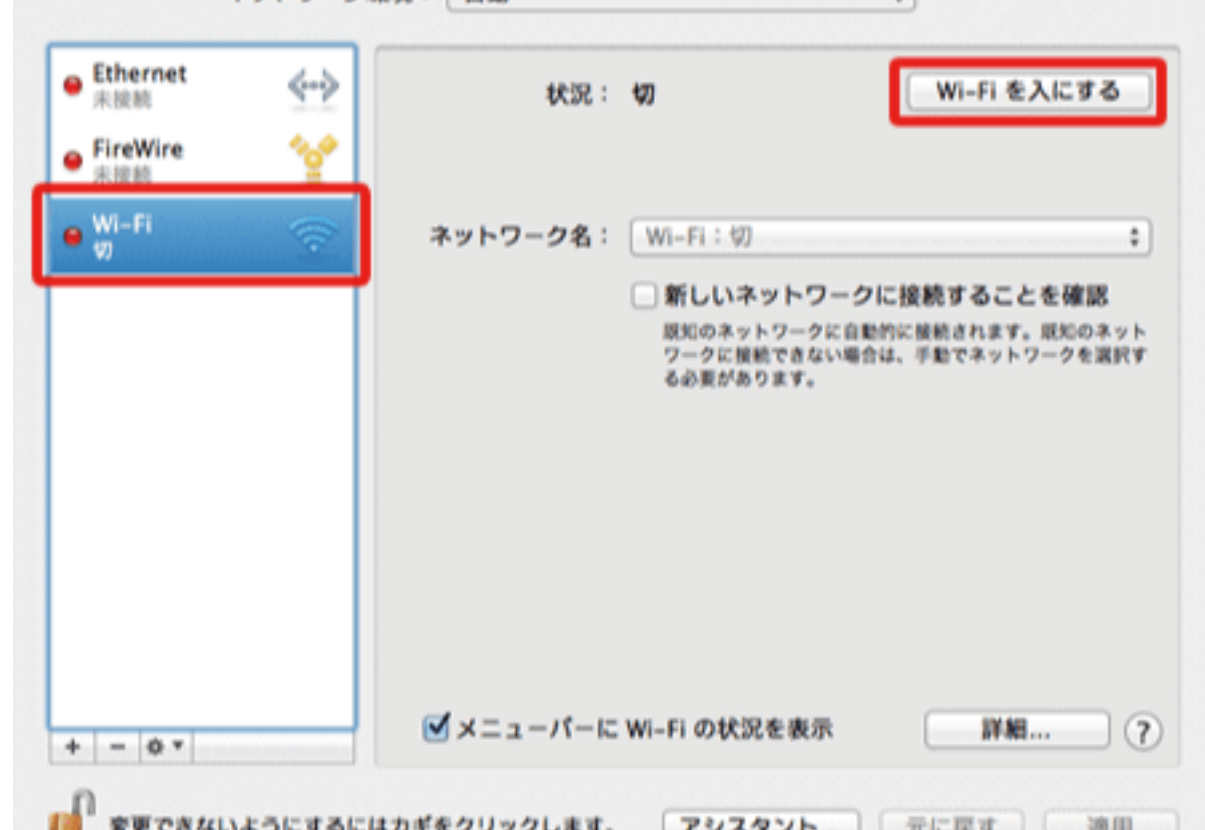 Ethernet
未接続
FireWire
未接続
Wi-Fi
切
状況： 切
Wi-Fi を入にする
ネットワーク名： Wi-Fi：切
新しいネットワークに接続することを確認
既知のネットワークに自動的に接続されます。既知のネット
ワークに接続できない場合は、手動でネットワークを選択す
る必要があります。
メニューバーに Wi-Fi の状況を表示
詳細...
?
変更できないようにするにはカギをクリックします。
アシスタント...
元に戻す
適用